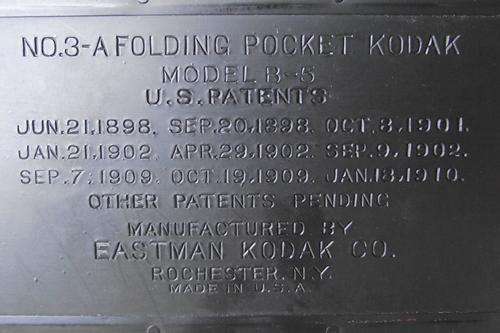 NO.3-A FOLDING POCKET KODAK
MODEL B-5
U.S. PATENTS
JUN.21,1898, SEP.20,1898, OCT.8,1901.
JAN.21,1902, APR.29,1902, SEP.9,1902.
SEP.7,1909, OCT.19,1909, JAN.18,1910.
OTHER PATENTS PENDING
MANUFACTURED BY
EASTMAN KODAK CO.
ROCHESTER, N.Y.
MADE IN U.S.A.